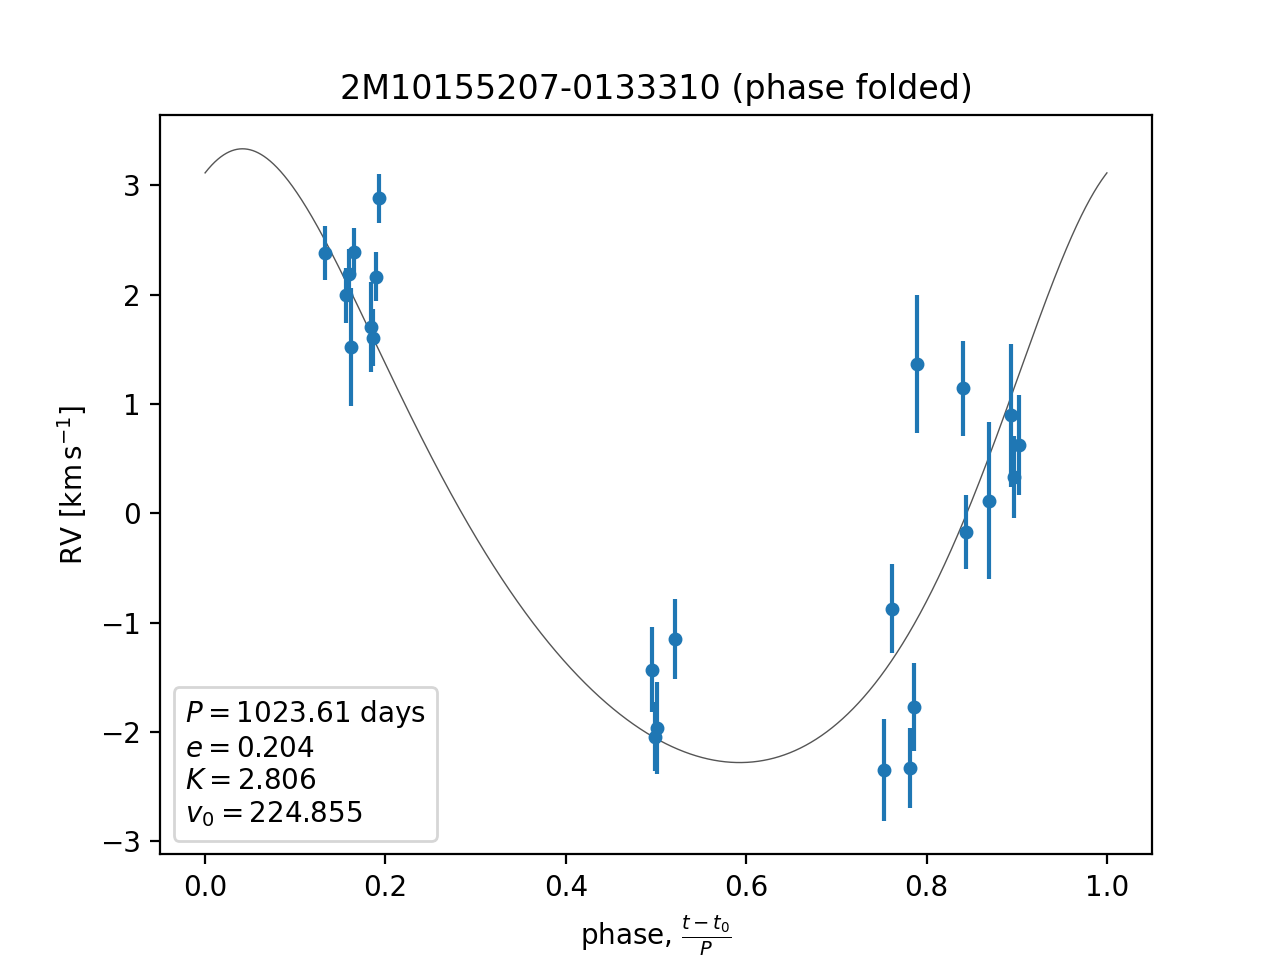 2M10155207-0133310 (phase folded)
3
2
1
0
−1
−2
−3
RV [km s⁻¹]
P = 1023.61 days
e = 0.204
K = 2.806
v₀ = 224.855
0.0 0.2 0.4 0.6 0.8 1.0
phase, (t − t₀)/P